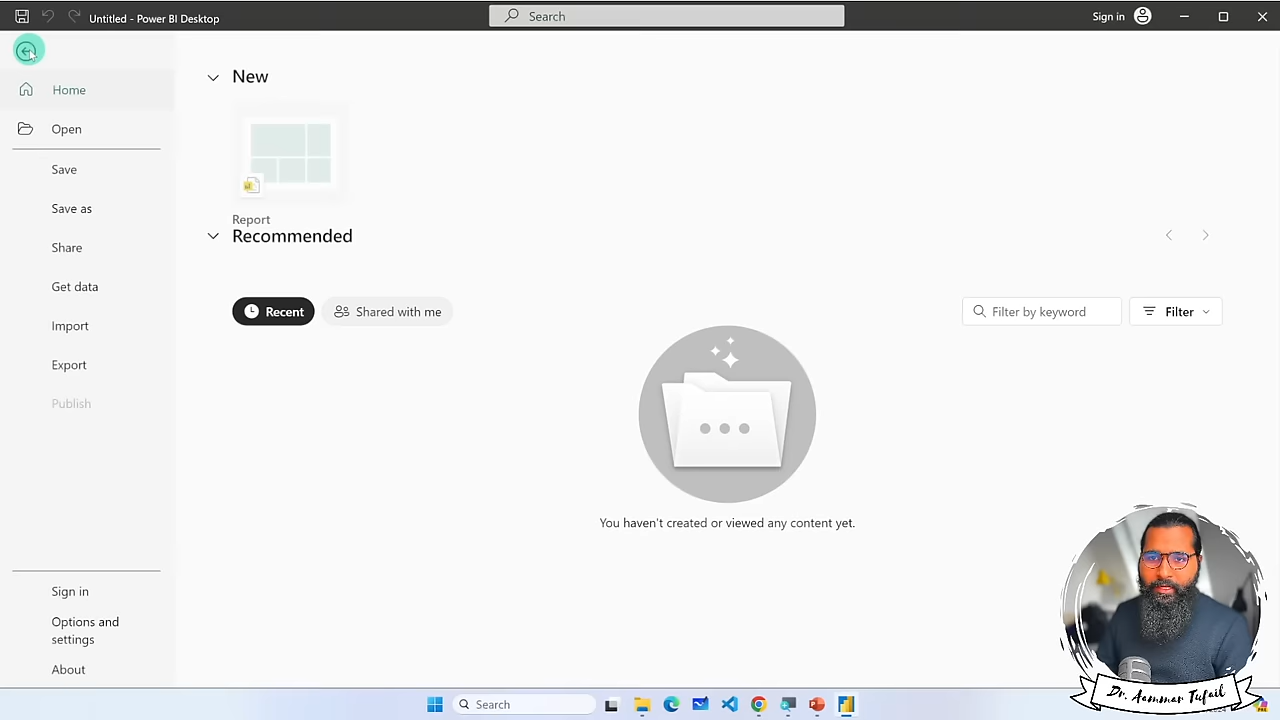 Untitled - Power BI Desktop
Search
Sign in
Home
Open
Save
Save as
Share
Get data
Import
Export
Publish
Sign in
Options and
settings
About
New
Report
Recommended
Recent
Shared with me
Filter by keyword
Filter
You haven't created or viewed any content yet.
Dr. Aammar Tufail
Search